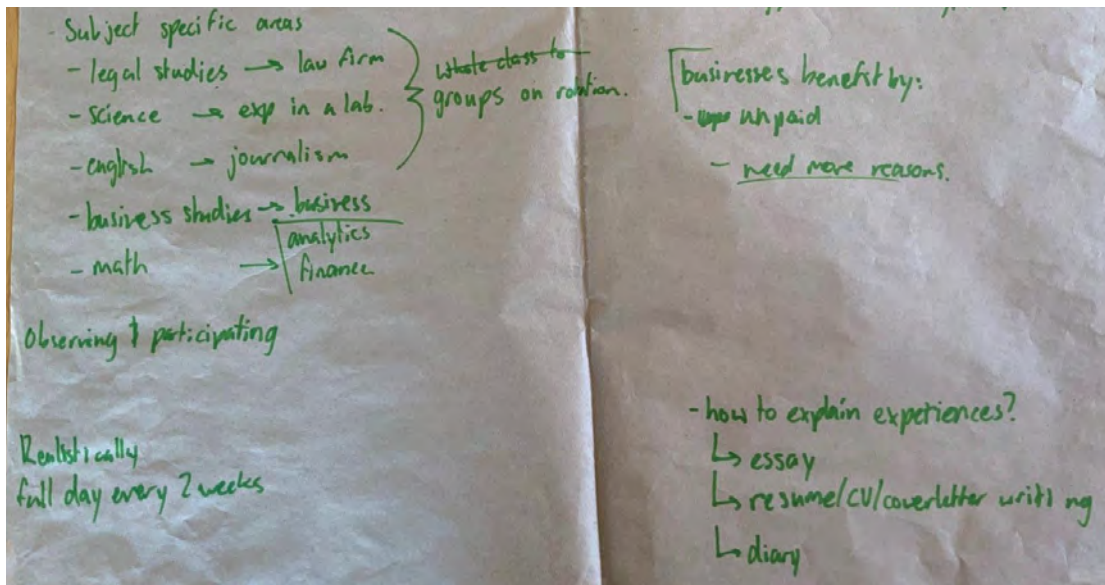 - Subject specific areas
- legal studies → law firm
- science → exp in a lab.
- english → journalism
- business studies → business
- math → analytics
finance
whole class to
groups on rotation.
Observing & participating
Realistically
full day every 2 weeks
businesses benefit by:
- unpaid
- need more reasons.
- how to explain experiences?
↳ essay
↳ resume/CU/coverletter writing
↳ diary